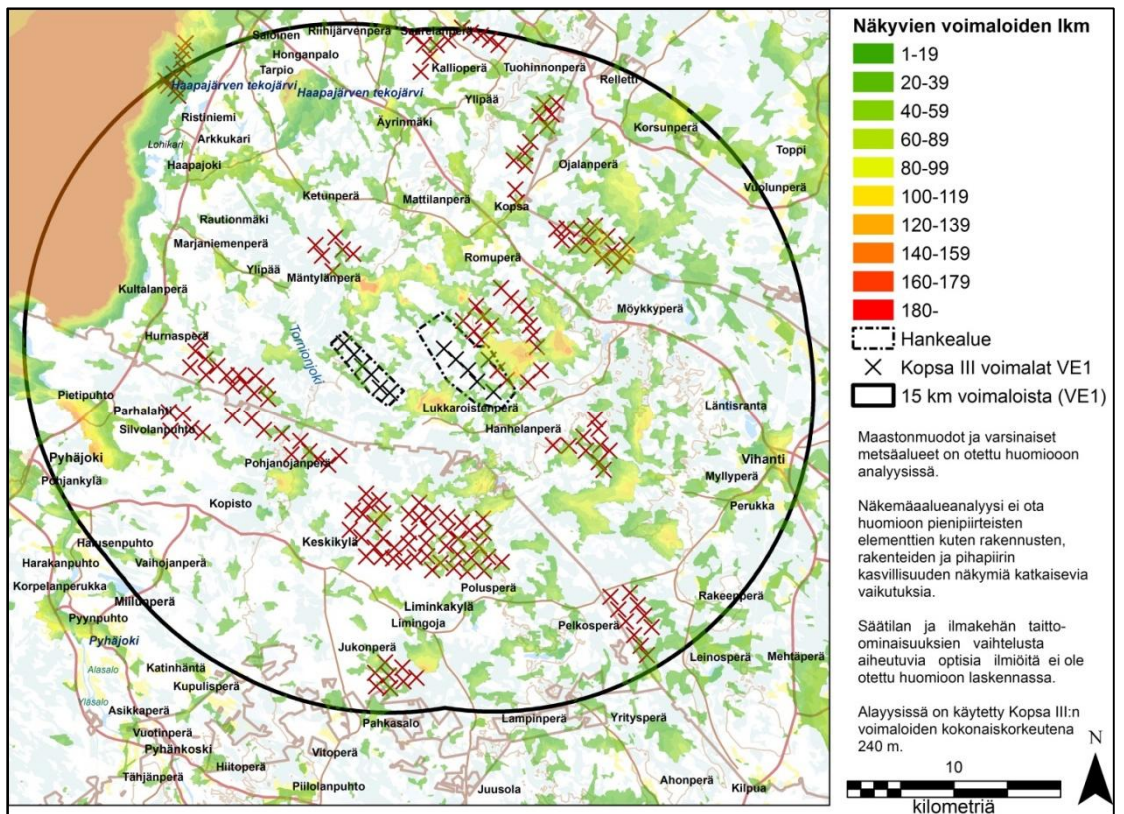 Näkyvien voimaloiden lkm
1-19
20-39
40-59
60-89
80-99
100-119
120-139
140-159
160-179
180-
Hankealue
Kopsa III voimalat VE1
15 km voimaloista (VE1)
Maastonmuodot ja varsinaiset
metsäalueet on otettu huomiooon
analyysissä.
Näkemäaalueanalyysi ei ota
huomioon pienipiirteisten
elementtien kuten rakennusten,
rakenteiden ja pihapiirin
kasvillisuuden näkymiä katkaisevia
vaikutuksia.
Säätilan ja ilmakehän taitto-
ominaisuuksien vaihtelusta
aiheutuvia optisia ilmiöitä ei ole
otettu huomioon laskennassa.
Alayysissä on käytetty Kopsa III:n
voimaloiden kokonaiskorkeutena
240 m.
N
10
kilometriä
Riihijärvenperä
Saarelanperä
Saloinen
Honganpalo
Kallioperä
Tuohinnonperä
Tarpio
Relletti
Haapajärven tekojärvi
Haapajärven tekojärvi
Ylipää
Ristiniemi
Äyrinmäki
Korsunperä
Arkkukari
Lohikari
Toppi
Haapajoki
Ojalanperä
Vuolunperä
Ketunperä
Mattilanperä
Kopsa
Rautionmäki
Marjaniemenperä
Romuperä
Ylipää
Mäntylänperä
Kultalanperä
Möykkyperä
Hurnasperä
Tornionjoki
Pietipuhto
Parhalahti
Lukkaroistenperä
Läntisranta
Silvolanpuhto
Hanhelanperä
Pyhäjoki
Pohjanojanperä
Vihanti
Pohjankylä
Myllyperä
Kopisto
Perukka
Halusenpuhto
Keskikylä
Harakanpuhto
Vaihojanperä
Korpelanperukka
Polusperä
Millunperä
Rakeenperä
Liminkakylä
Pyynpuhto
Limingoja
Pelkosperä
Pyhäjoki
Jukonperä
Leinosperä
Mehtäperä
Alasalo
Katinhäntä
Kupulisperä
Yläsalo
Asikkaperä
Pahkasalo
Lampinperä
Yritysperä
Vuotinperä
Pyhänkoski
Vitoperä
Hiitoperä
Tähjänperä
Piilolanpuhto
Juusola
Ahonperä
Kilpua